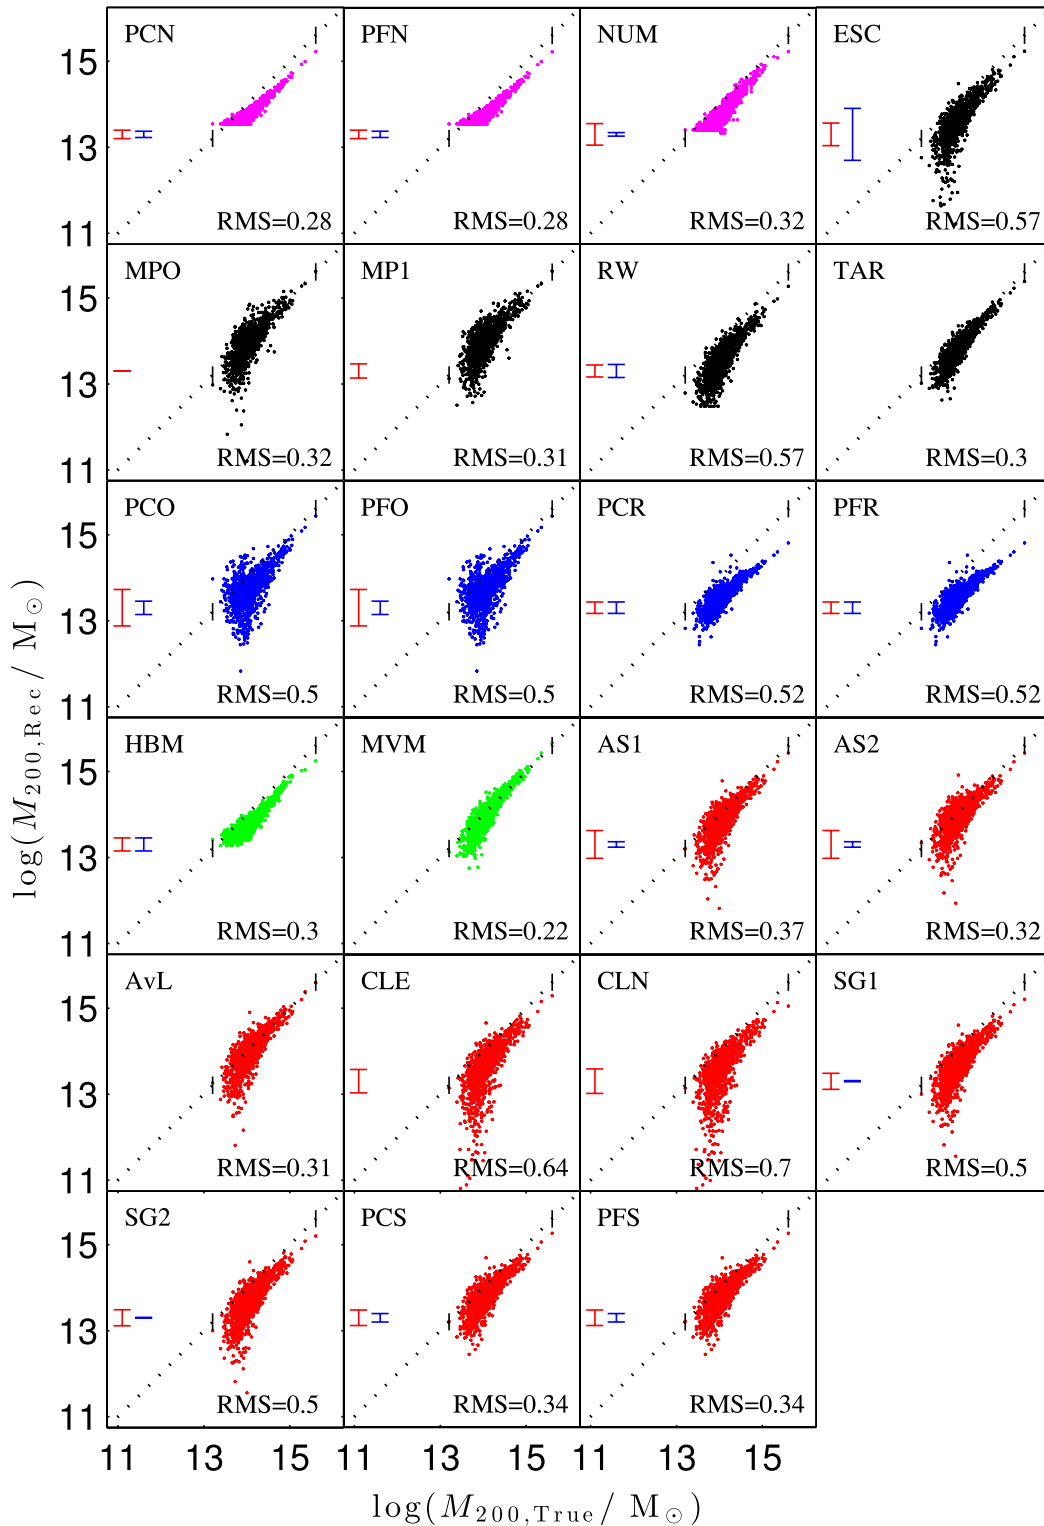 PCN PFN NUM ESC
15
13
11
RMS=0.28 RMS=0.28 RMS=0.32 RMS=0.57
MPO MP1 RW TAR
15
13
11
RMS=0.32 RMS=0.31 RMS=0.57 RMS=0.3
PCO PFO PCR PFR
15
13
11
RMS=0.5 RMS=0.5 RMS=0.52 RMS=0.52
HBM MVM AS1 AS2
15
13
11
RMS=0.3 RMS=0.22 RMS=0.37 RMS=0.32
AvL CLE CLN SG1
15
13
11
RMS=0.31 RMS=0.64 RMS=0.7 RMS=0.5
SG2 PCS PFS
15
13
11
RMS=0.5 RMS=0.34 RMS=0.34
11 13 15 11 13 15 11 13 15
log(M200,Rec/ M⊙)
log(M200,True/ M⊙)